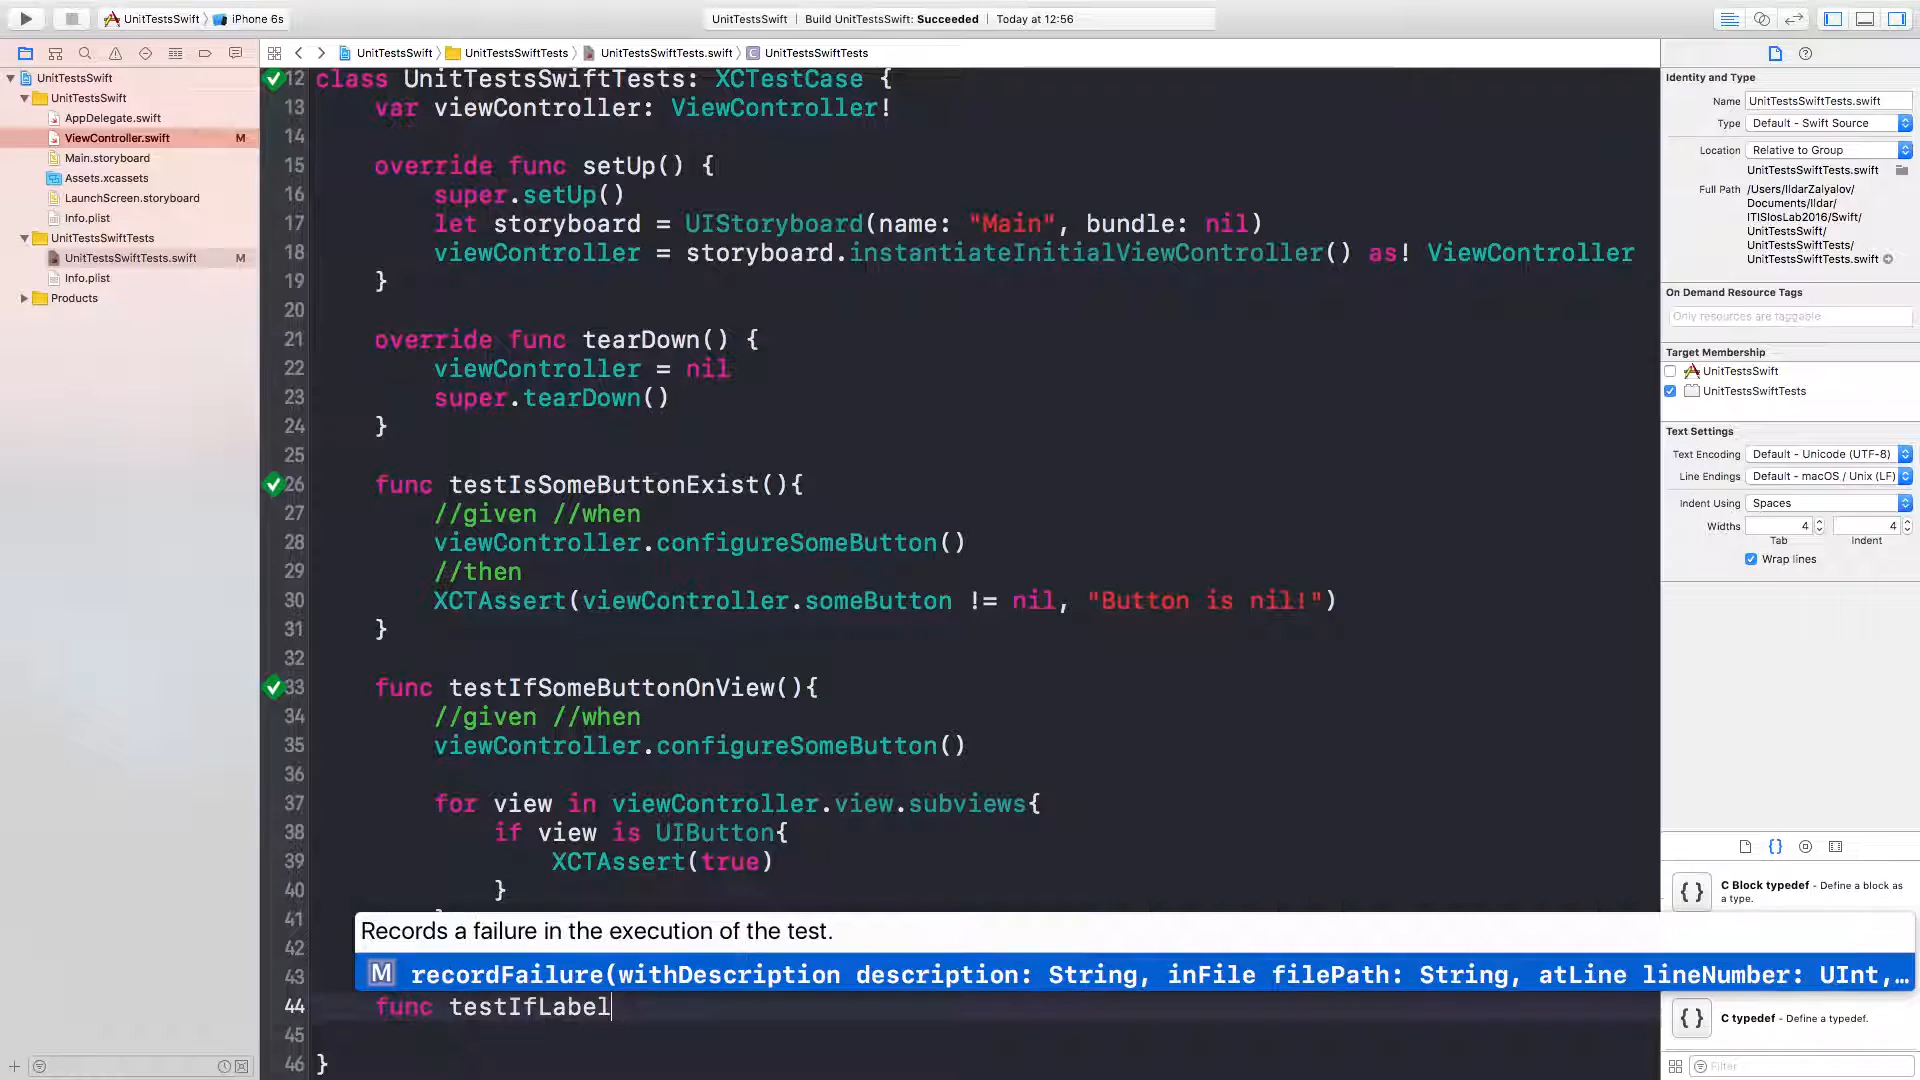 UnitTestsSwift
iPhone 6s
UnitTestsSwift | Build UnitTestsSwift: Succeeded | Today at 12:56
UnitTestsSwift
UnitTestsSwiftTests
UnitTestsSwiftTests.swift
C UnitTestsSwiftTests
UnitTestsSwift
UnitTestsSwift
AppDelegate.swift
ViewController.swift M
Main.storyboard
Assets.xcassets
LaunchScreen.storyboard
Info.plist
UnitTestsSwiftTests
UnitTestsSwiftTests.swift M
Info.plist
Products
12 class UnitTestsSwiftTests: XCTestCase {
13 var viewController: ViewController!
14
15 override func setUp() {
16 super.setUp()
17 let storyboard = UIStoryboard(name: "Main", bundle: nil)
18 viewController = storyboard.instantiateInitialViewController() as! ViewController
19 }
20
21 override func tearDown() {
22 viewController = nil
23 super.tearDown()
24 }
25
26 func testIsSomeButtonExist(){
27 //given //when
28 viewController.configureSomeButton()
29 //then
30 XCTAssert(viewController.someButton != nil, "Button is nil!")
31 }
32
33 func testIfSomeButtonOnView(){
34 //given //when
35 viewController.configureSomeButton()
36
37 for view in viewController.view.subviews{
38 if view is UIButton{
39 XCTAssert(true)
40 }
41
42 Records a failure in the execution of the test.
43 M recordFailure(withDescription description: String, inFile filePath: String, atLine lineNumber: UInt,…
44 func testIfLabel
45
46 }
Identity and Type
Name UnitTestsSwiftTests.swift
Type Default - Swift Source
Location Relative to Group
UnitTestsSwiftTests.swift
Full Path /Users/IldarZalyalov/
Documents/Ildar/
ITISIosLab2016/Swift/
UnitTestsSwift/
UnitTestsSwiftTests/
UnitTestsSwiftTests.swift
On Demand Resource Tags
Only resources are taggable
Target Membership
UnitTestsSwift
UnitTestsSwiftTests
Text Settings
Text Encoding Default - Unicode (UTF-8)
Line Endings Default - macOS / Unix (LF)
Indent Using Spaces
Widths 4 4
Tab Indent
Wrap lines
{ } C Block typedef - Define a block as
a type.
{ } C typedef - Define a typedef.
Filter